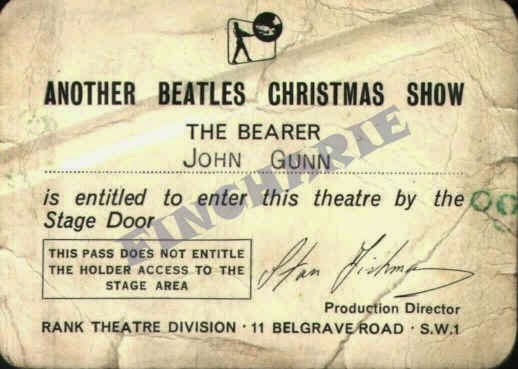 ANOTHER BEATLES CHRISTMAS SHOW
THE BEARER
JOHN GUNN
is entitled to enter this theatre by the
Stage Door
THIS PASS DOES NOT ENTITLE
THE HOLDER ACCESS TO THE
STAGE AREA
Stan Fishman
Production Director
RANK THEATRE DIVISION · 11 BELGRAVE ROAD · S.W.1
FINCHARIE